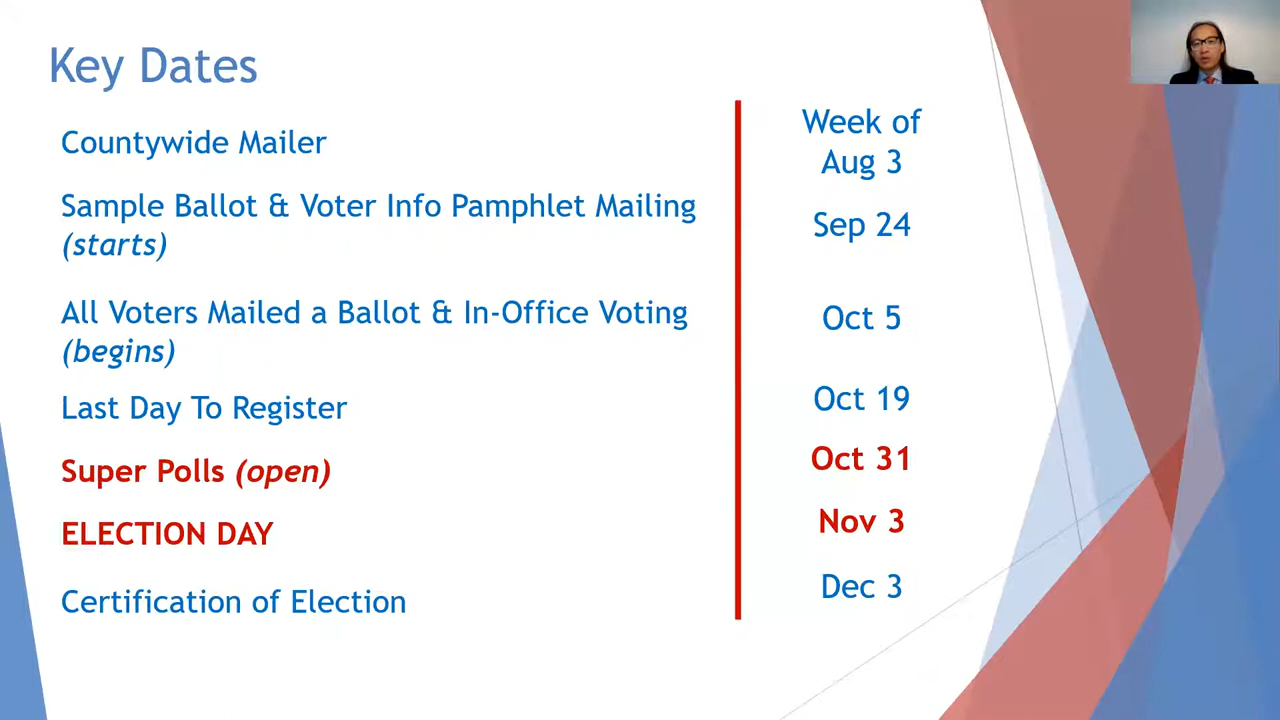 Key Dates
Countywide Mailer
Week of
Aug 3
Sample Ballot & Voter Info Pamphlet Mailing
(starts)
Sep 24
All Voters Mailed a Ballot & In-Office Voting
(begins)
Oct 5
Last Day To Register
Oct 19
Super Polls (open)
Oct 31
ELECTION DAY
Nov 3
Certification of Election
Dec 3